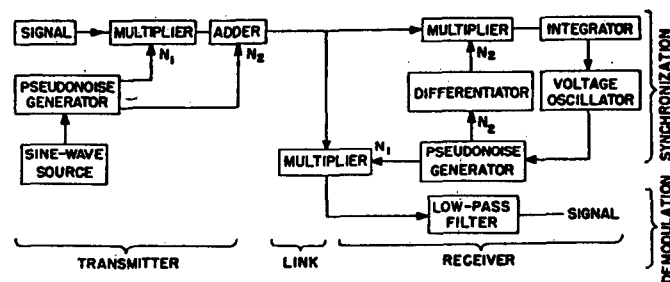 SIGNAL
MULTIPLIER
ADDER
MULTIPLIER
INTEGRATOR
N1
N2
N2
PSEUDONOISE
GENERATOR
DIFFERENTIATOR
VOLTAGE
OSCILLATOR
SYNCHRONIZATION
N2
SINE-WAVE
SOURCE
MULTIPLIER
N1
PSEUDONOISE
GENERATOR
LOW-PASS
FILTER
SIGNAL
DEMODULATION
TRANSMITTER
LINK
RECEIVER